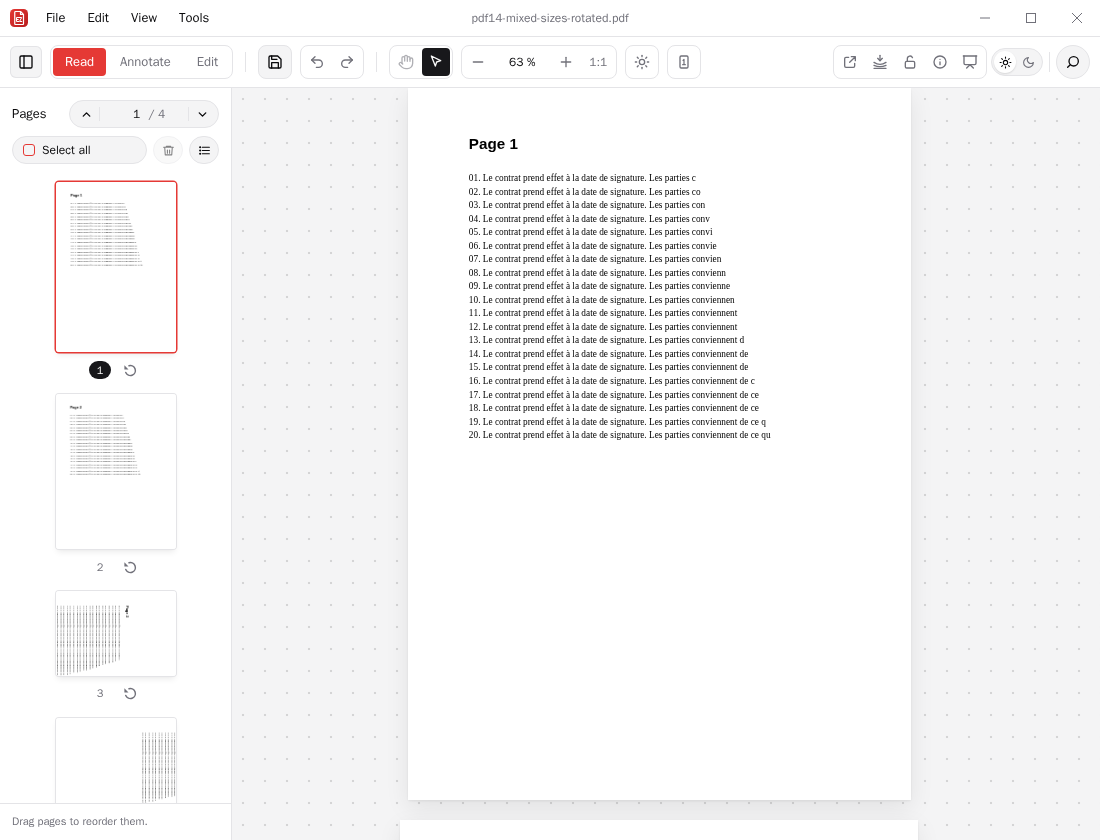 File Edit View Tools
pdf14-mixed-sizes-rotated.pdf
Read Annotate Edit
63 %
1:1
Pages
1 / 4
Select all
Page 1
1
Page 2
2
3
Drag pages to reorder them.
Page 1
01. Le contrat prend effet à la date de signature. Les parties c
02. Le contrat prend effet à la date de signature. Les parties co
03. Le contrat prend effet à la date de signature. Les parties con
04. Le contrat prend effet à la date de signature. Les parties conv
05. Le contrat prend effet à la date de signature. Les parties convi
06. Le contrat prend effet à la date de signature. Les parties convie
07. Le contrat prend effet à la date de signature. Les parties convien
08. Le contrat prend effet à la date de signature. Les parties convienn
09. Le contrat prend effet à la date de signature. Les parties convienne
10. Le contrat prend effet à la date de signature. Les parties conviennen
11. Le contrat prend effet à la date de signature. Les parties conviennent
12. Le contrat prend effet à la date de signature. Les parties conviennent
13. Le contrat prend effet à la date de signature. Les parties conviennent d
14. Le contrat prend effet à la date de signature. Les parties conviennent de
15. Le contrat prend effet à la date de signature. Les parties conviennent de
16. Le contrat prend effet à la date de signature. Les parties conviennent de c
17. Le contrat prend effet à la date de signature. Les parties conviennent de ce
18. Le contrat prend effet à la date de signature. Les parties conviennent de ce
19. Le contrat prend effet à la date de signature. Les parties conviennent de ce q
20. Le contrat prend effet à la date de signature. Les parties conviennent de ce qu